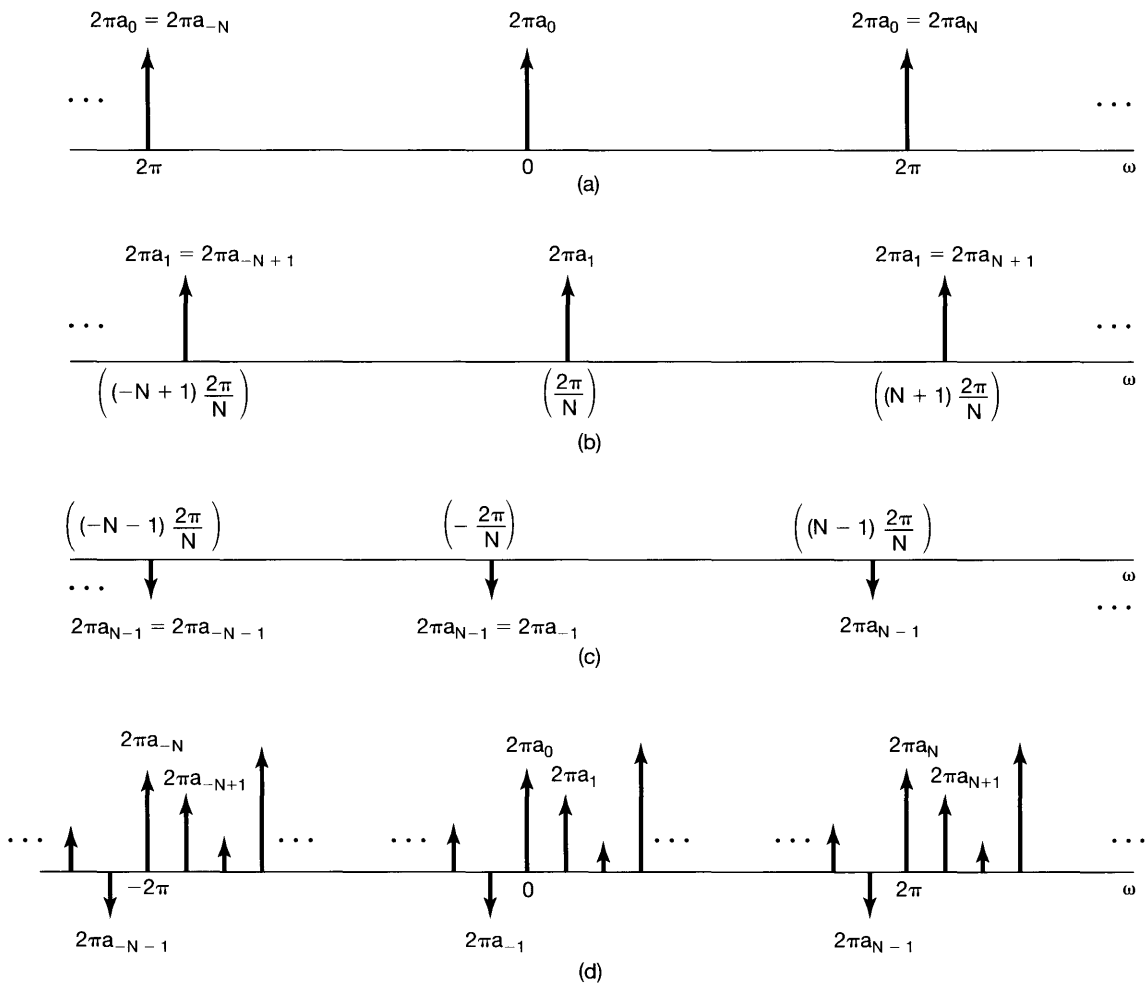 2πa₀ = 2πa₋N 2πa₀ 2πa₀ = 2πa_N
... ...
2π 0 2π ω
(a)
2πa₁ = 2πa₋N + 1 2πa₁ 2πa₁ = 2πa_N + 1
... ...
((-N + 1) 2π/N) (2π/N) ((N + 1) 2π/N) ω
(b)
((-N - 1) 2π/N) (- 2π/N) ((N - 1) 2π/N)
ω
... ...
2πa_N-1 = 2πa₋N - 1 2πa_N-1 = 2πa₋1 2πa_N - 1
(c)
2πa₋N 2πa₀ 2πa_N
2πa₋N+1 2πa₁ 2πa_N+1
... ... ... ... ... ...
-2π 0 2π ω
2πa₋N - 1 2πa₋1 2πa_N - 1
(d)